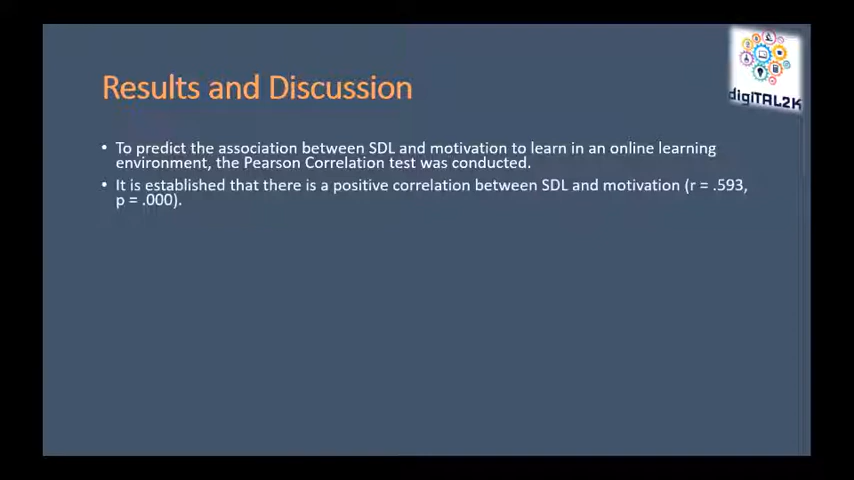 digiTAL2K
Results and Discussion
• To predict the association between SDL and motivation to learn in an online learning
environment, the Pearson Correlation test was conducted.
• It is established that there is a positive correlation between SDL and motivation (r = .593,
p = .000).